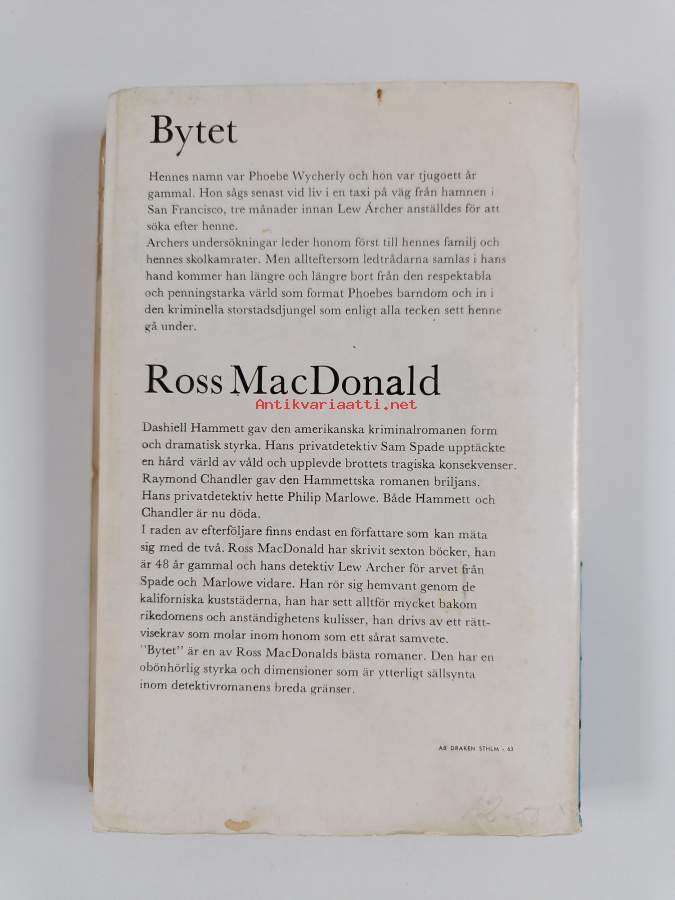 Bytet
Hennes namn var Phoebe Wycherly och hon var tjugoett år
gammal. Hon sågs senast vid liv i en taxi på väg från hamnen i
San Francisco, tre månader innan Lew Archer anställdes för att
söka efter henne.
Archers undersökningar leder honom först till hennes familj och
hennes skolkamrater. Men allteftersom ledtrådarna samlas i hans
hand kommer han längre och längre bort från den respektabla
och penningstarka värld som format Phoebes barndom och in i
den kriminella storstadsdjungel som enligt alla tecken sett henne
gå under.
Ross MacDonald
Antikvariaatti.net
Dashiell Hammett gav den amerikanska kriminalromanen form
och dramatisk styrka. Hans privatdetektiv Sam Spade upptäckte
en hård värld av våld och upplevde brottets tragiska konsekvenser.
Raymond Chandler gav den Hammettska romanen briljans.
Hans privatdetektiv hette Philip Marlowe. Både Hammett och
Chandler är nu döda.
I raden av efterföljare finns endast en författare som kan mäta
sig med de två. Ross MacDonald har skrivit sexton böcker, han
är 48 år gammal och hans detektiv Lew Archer för arvet från
Spade och Marlowe vidare. Han rör sig hemvant genom de
kaliforniska kuststäderna, han har sett alltför mycket bakom
rikedomens och anständighetens kulisser, han drivs av ett rätt-
visekrav som molar inom honom som ett sårat samvete.
"Bytet" är en av Ross MacDonalds bästa romaner. Den har en
obönhörlig styrka och dimensioner som är ytterligt sällsynta
inom detektivromanens breda gränser.
AB DRAKEN STHLM - 63